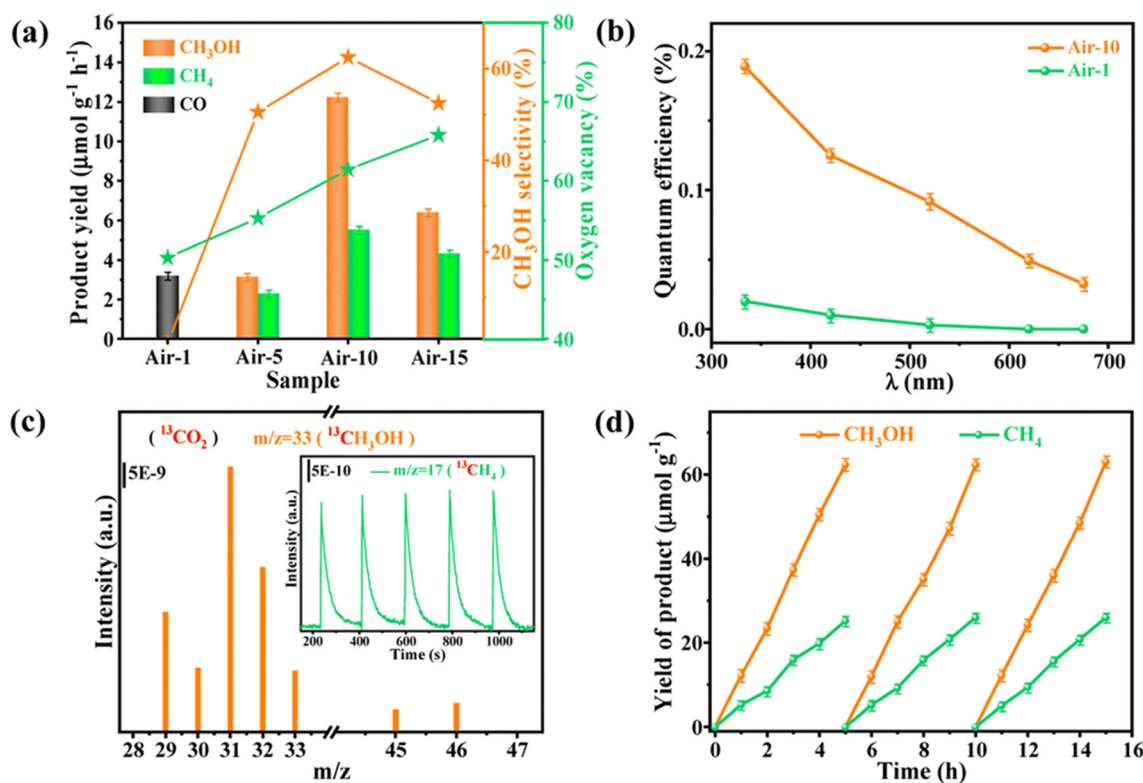 (a)
Product yield (μmol g⁻¹ h⁻¹)
16
14
12
10
8
6
4
2
0
CH₃OH
CH₄
CO
Air-1 Air-5 Air-10 Air-15
Sample
60
40
20
CH₃OH selectivity (%)
80
70
60
50
40
Oxygen vacancy (%)
(b)
Quantum efficiency (%)
0.2
0.1
0.0
Air-10
Air-1
300 400 500 600 700
λ (nm)
(c)
Intensity (a.u.)
( ¹³CO₂ ) m/z=33 ( ¹³CH₃OH )
5E-9
5E-10 m/z=17 ( ¹³CH₄ )
Intensity (a.u.)
200 400 600 800 1000
Time (s)
28 29 30 31 32 33 45 46 47
m/z
(d)
Yield of product (μmol g⁻¹)
60
40
20
0
CH₃OH CH₄
0 2 4 6 8 10 12 14 16
Time (h)